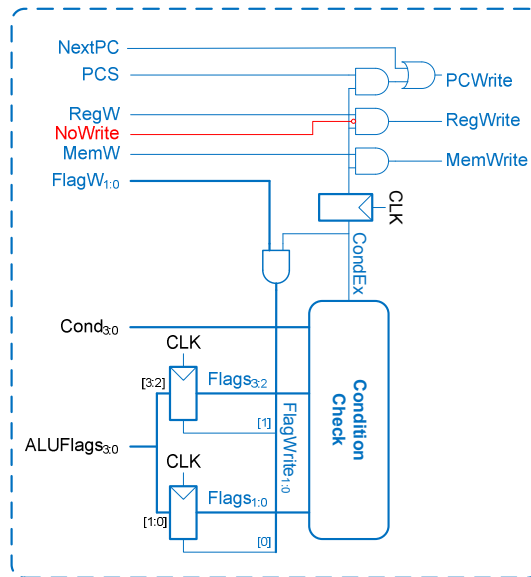 NextPC
PCS
PCWrite
RegW
RegWrite
NoWrite
MemW
MemWrite
FlagW1:0
CLK
CondEx
Cond3:0
CLK
[3:2]
Flags3:2
Condition
Check
[1]
FlagWrite1:0
ALUFlags3:0
CLK
Flags1:0
[1:0]
[0]